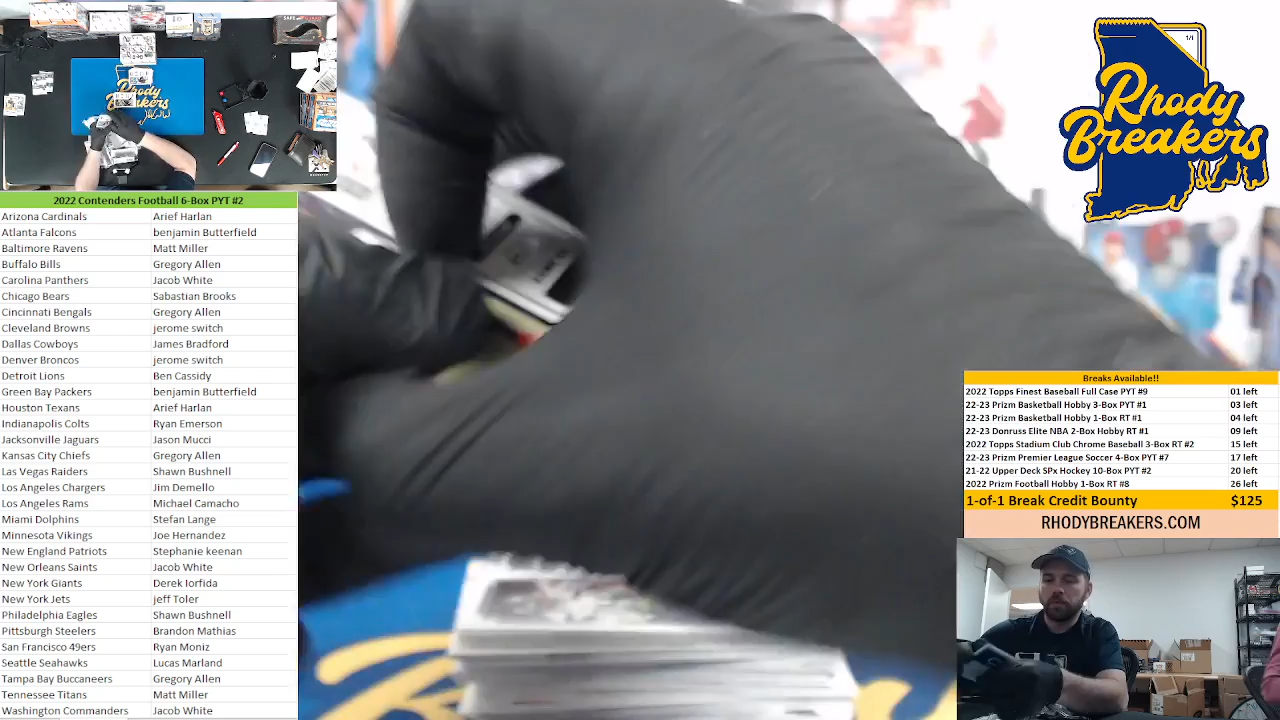 2022 Contenders Football 6-Box PYT #2
Arizona Cardinals Arief Harlan
Atlanta Falcons benjamin Butterfield
Baltimore Ravens Matt Miller
Buffalo Bills Gregory Allen
Carolina Panthers Jacob White
Chicago Bears Sabastian Brooks
Cincinnati Bengals Gregory Allen
Cleveland Browns jerome switch
Dallas Cowboys James Bradford
Denver Broncos jerome switch
Detroit Lions Ben Cassidy
Green Bay Packers benjamin Butterfield
Houston Texans Arief Harlan
Indianapolis Colts Ryan Emerson
Jacksonville Jaguars Jason Mucci
Kansas City Chiefs Gregory Allen
Las Vegas Raiders Shawn Bushnell
Los Angeles Chargers Jim Demello
Los Angeles Rams Michael Camacho
Miami Dolphins Stefan Lange
Minnesota Vikings Joe Hernandez
New England Patriots Stephanie keenan
New Orleans Saints Jacob White
New York Giants Derek Iorfida
New York Jets jeff Toler
Philadelphia Eagles Shawn Bushnell
Pittsburgh Steelers Brandon Mathias
San Francisco 49ers Ryan Moniz
Seattle Seahawks Lucas Marland
Tampa Bay Buccaneers Gregory Allen
Tennessee Titans Matt Miller
Washington Commanders Jacob White
Rhody
Breakers
1/1
Rhody
Breakers
Breaks Available!!
2022 Topps Finest Baseball Full Case PYT #9 01 left
22-23 Prizm Basketball Hobby 3-Box PYT #1 03 left
22-23 Prizm Basketball Hobby 1-Box RT #1 04 left
22-23 Donruss Elite NBA 2-Box Hobby RT #1 09 left
2022 Topps Stadium Club Chrome Baseball 3-Box RT #2 15 left
22-23 Prizm Premier League Soccer 4-Box PYT #7 17 left
21-22 Upper Deck SPx Hockey 10-Box PYT #2 20 left
2022 Prizm Football Hobby 1-Box RT #8 26 left
1-of-1 Break Credit Bounty $125
RHODYBREAKERS.COM